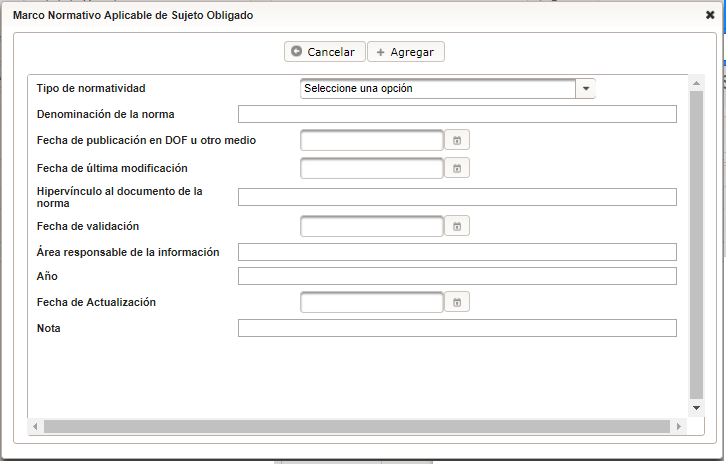 Marco Normativo Aplicable de Sujeto Obligado
Cancelar
Agregar
Tipo de normatividad
Seleccione una opción
Denominación de la norma
Fecha de publicación en DOF u otro medio
Fecha de última modificación
Hipervínculo al documento de la
norma
Fecha de validación
Área responsable de la información
Año
Fecha de Actualización
Nota